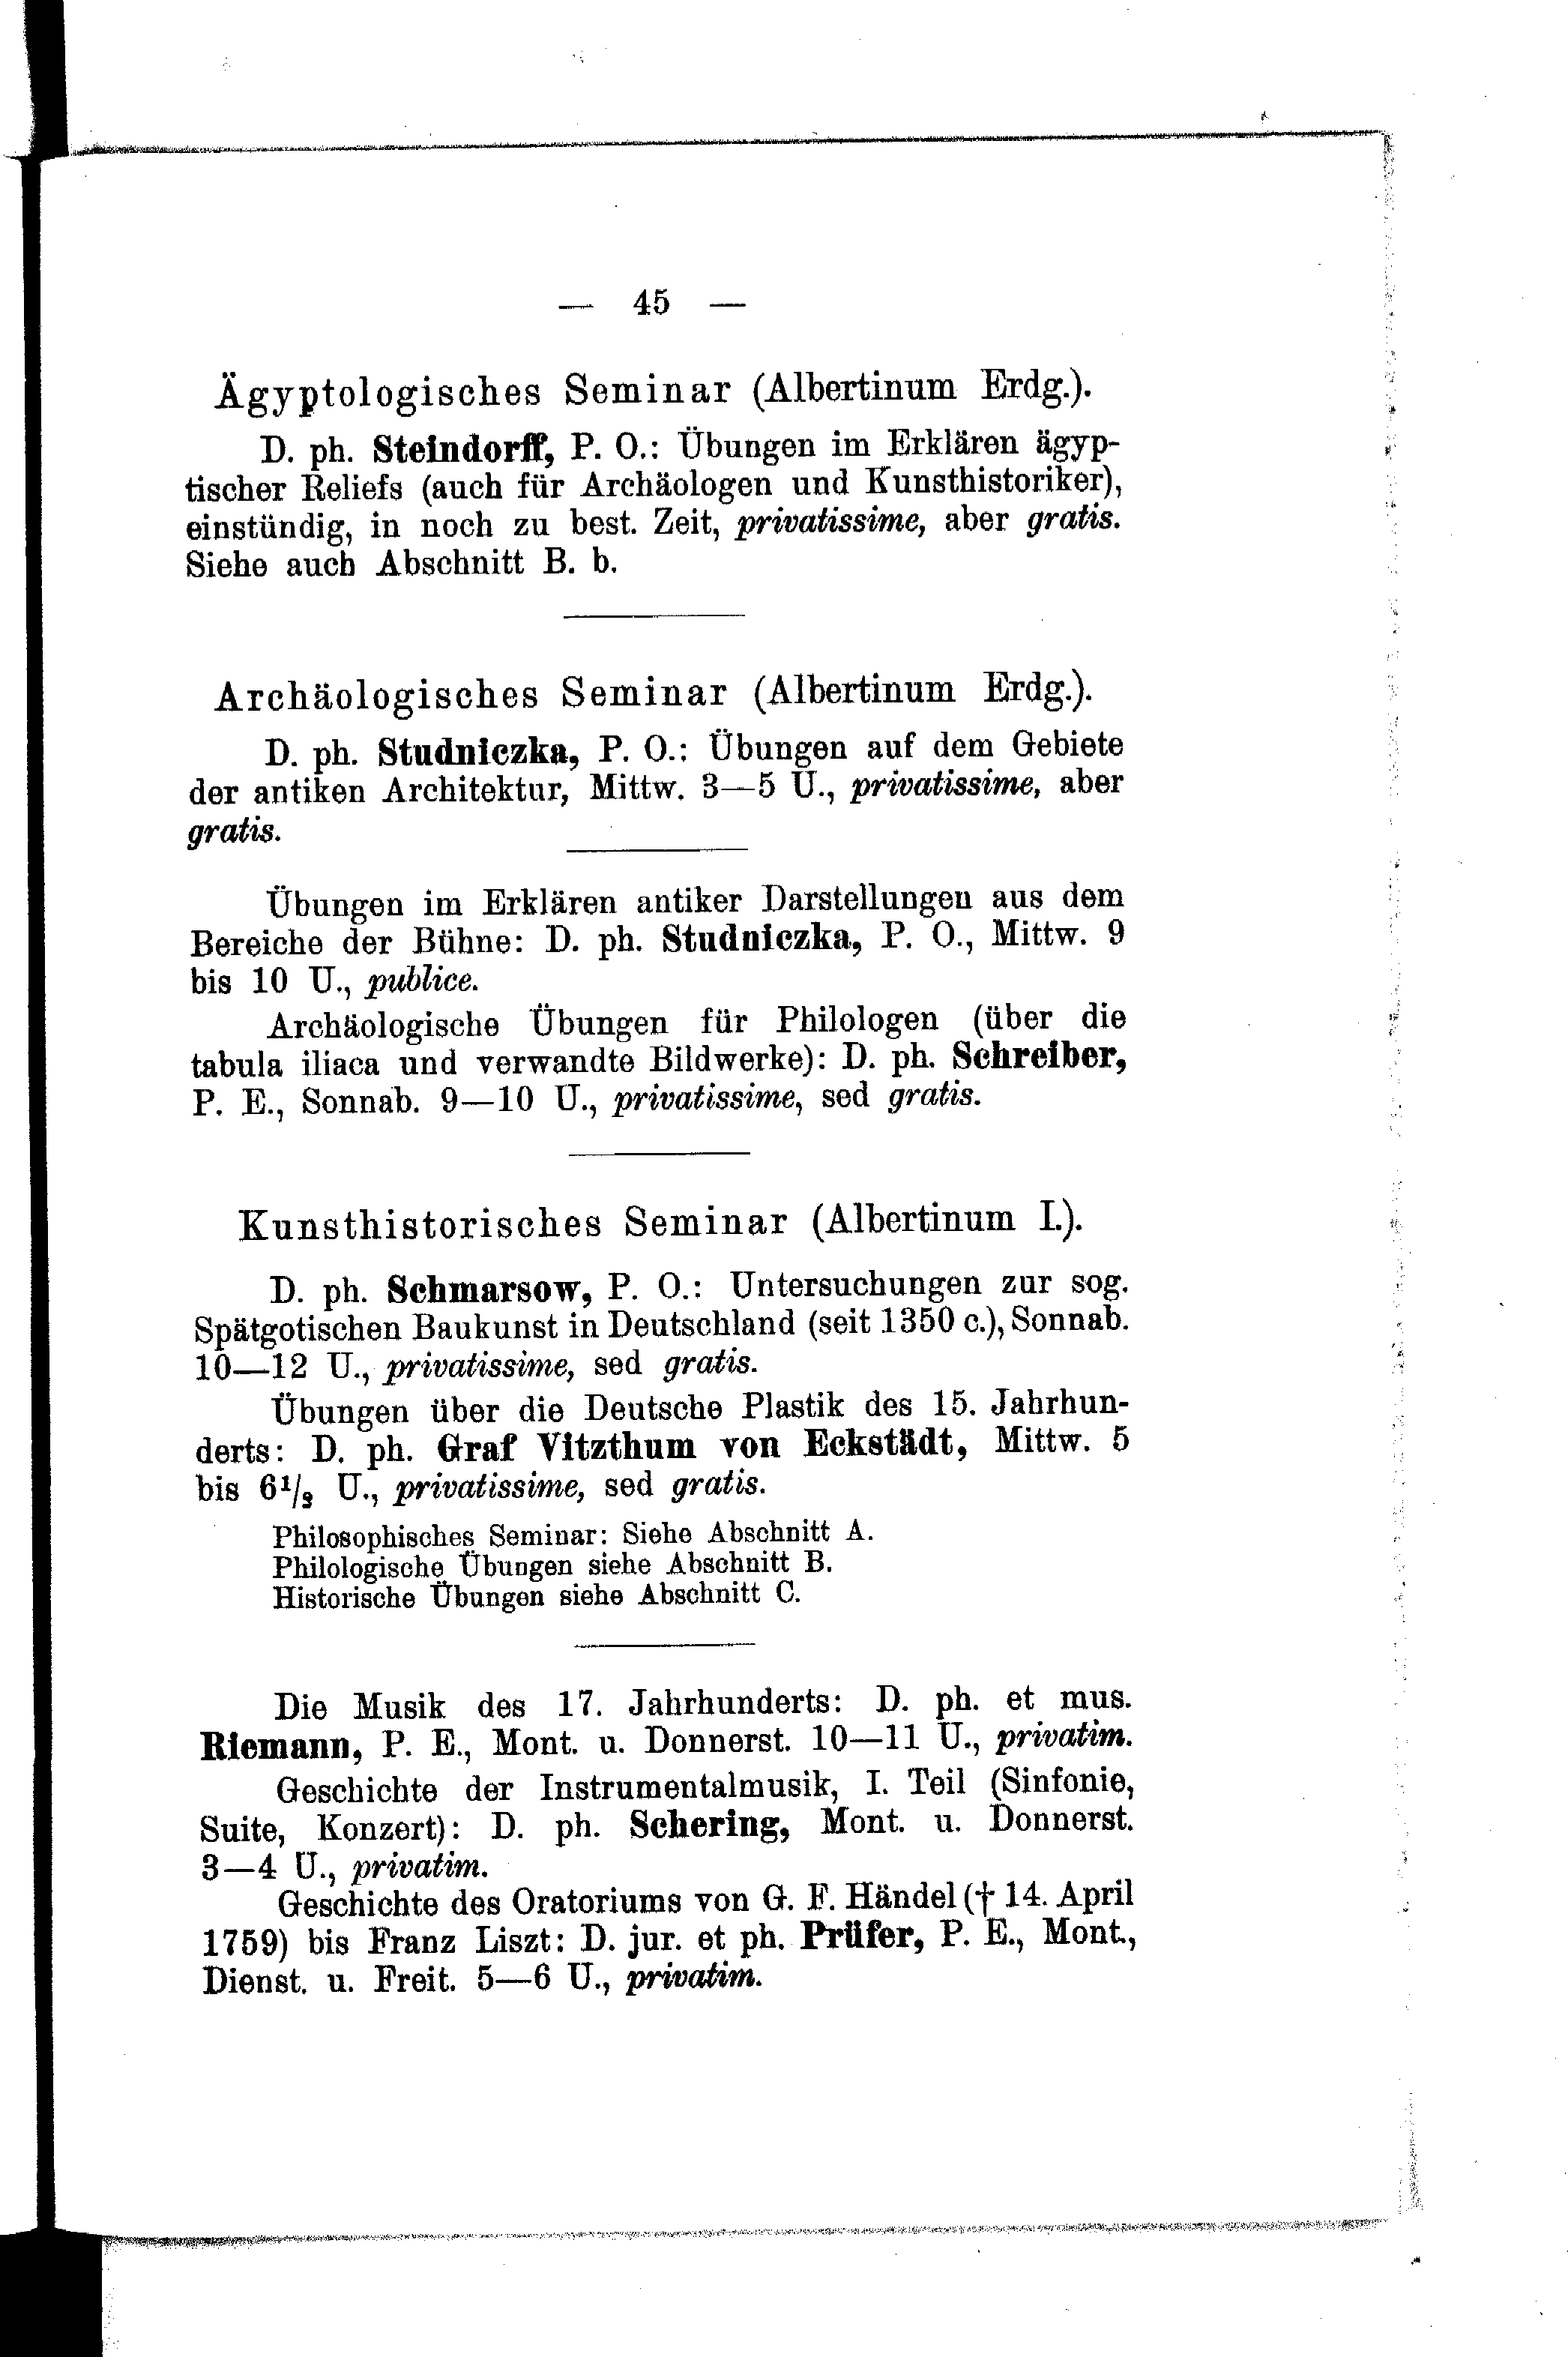 — 45 —
Ägyptologisches Seminar (Albertinum Erdg.).
D. ph. Steindorff, P. O.: Übungen im Erklären ägyp-
tischer Reliefs (auch für Archäologen und Kunsthistoriker),
einstündig, in noch zu best. Zeit, privatissime, aber gratis.
Siehe auch Abschnitt B. b.
Archäologisches Seminar (Albertinum Erdg.).
D. ph. Studniczka, P. O.: Übungen auf dem Gebiete
der antiken Architektur, Mittw. 3—5 U., privatissime, aber
gratis.
Übungen im Erklären antiker Darstellungen aus dem
Bereiche der Bühne: D. ph. Studniczka, P. O., Mittw. 9
bis 10 U., publice.
Archäologische Übungen für Philologen (über die
tabula iliaca und verwandte Bildwerke): D. ph. Schreiber,
P. E., Sonnab. 9—10 U., privatissime, sed gratis.
Kunsthistorisches Seminar (Albertinum I.).
D. ph. Schmarsow, P. O.: Untersuchungen zur sog.
Spätgotischen Baukunst in Deutschland (seit 1350 c.), Sonnab.
10—12 U., privatissime, sed gratis.
Übungen über die Deutsche Plastik des 15. Jahrhun-
derts: D. ph. Graf Vitzthum von Eckstädt, Mittw. 5
bis 6½ U., privatissime, sed gratis.
Philosophisches Seminar: Siehe Abschnitt A.
Philologische Übungen siehe Abschnitt B.
Historische Übungen siehe Abschnitt C.
Die Musik des 17. Jahrhunderts: D. ph. et mus.
Riemann, P. E., Mont. u. Donnerst. 10—11 U., privatim.
Geschichte der Instrumentalmusik, I. Teil (Sinfonie,
Suite, Konzert): D. ph. Schering, Mont. u. Donnerst.
3—4 U., privatim.
Geschichte des Oratoriums von G. F. Händel († 14. April
1759) bis Franz Liszt: D. jur. et ph. Prüfer, P. E., Mont.,
Dienst. u. Freit. 5—6 U., privatim.